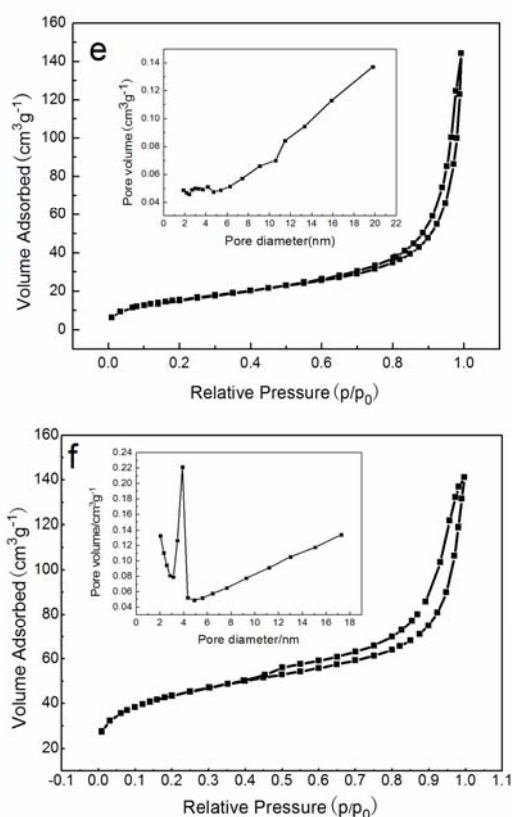 e
160
140
120
100
80
60
40
20
0
Volume Adsorbed (cm³g⁻¹)
0.0 0.2 0.4 0.6 0.8 1.0
Relative Pressure (p/p₀)
0.14
0.12
0.10
0.08
0.06
0.04
Pore volume (cm³g⁻¹)
0 2 4 6 8 10 12 14 16 18 20 22
Pore diameter(nm)
f
160
140
120
100
80
60
40
20
Volume Adsorbed (cm³g⁻¹)
-0.1 0.0 0.1 0.2 0.3 0.4 0.5 0.6 0.7 0.8 0.9 1.0 1.1
Relative Pressure (p/p₀)
0.24
0.22
0.20
0.18
0.16
0.14
0.12
0.10
0.08
0.06
0.04
Pore volume/cm³g⁻¹
0 2 4 6 8 10 12 14 16 18
Pore diameter/nm